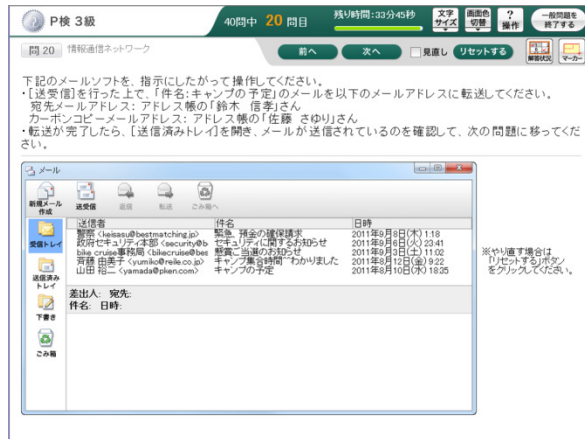 P検 3級
40問中 20 問目
残り時間:33分45秒
文字サイズ
画面色切替
? 操作
一般問題を終了する
問 20 情報通信ネットワーク
前へ
次へ
見直し
リセットする
解答状況
マーカー
下記のメールソフトを、指示にしたがって操作してください。
・[送受信]を行った上で、「件名:キャンプの予定」のメールを以下のメールアドレスに転送してください。
宛先メールアドレス: アドレス帳の「鈴木 信孝」さん
カーボンコピーメールアドレス: アドレス帳の「佐藤 さゆり」さん
・転送が完了したら、[送信済みトレイ]を開き、メールが送信されているのを確認して、次の問題に移ってください。
メール
新規メール作成
送受信
返信
転送
ごみ箱へ
送信者 件名 日時
警察 <keisasu@bestmatching.jp> 緊急 預金の確保請求 2011年9月8日(木) 1:18
政府セキュリティ本部 <security@b セキュリティに関するお知らせ 2011年9月6日(火) 23:41
bike cruise事務局 <bikecruise@bes 懸賞ご当選のお知らせ 2011年9月3日(土) 11:02
斉藤 由美子 <yumiko@reile.co.jp> キャンプ集合時間 わかりました 2011年8月12日(金) 9:22
山田 裕二 <yamada@pken.com> キャンプの予定 2011年8月10日(水) 18:35
受信トレイ
送信済みトレイ
下書き
ごみ箱
差出人: 宛先:
件名: 日時:
※やり直す場合は
「リセットする」ボタン
をクリックしてください。